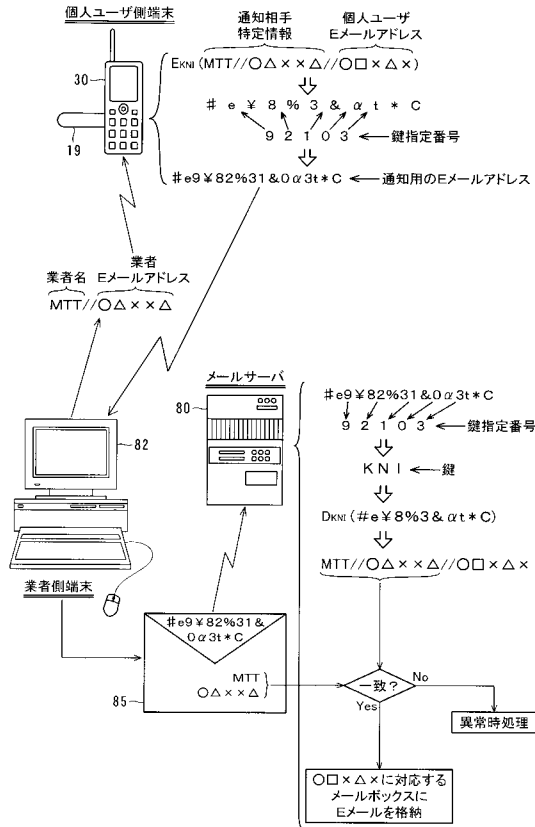 個人ユーザ側端末
30
19
通知相手
特定情報
個人ユーザ
Eメールアドレス
EKNI(MTT//○△××△//○□×△×)
# e ¥ 8 % 3 & α t * C
9 2 1 0 3 ←鍵指定番号
#e9¥82%31&0α3t*C ←通知用のEメールアドレス
業者名
業者
Eメールアドレス
MTT//○△××△
82
業者側端末
メールサーバ
80
#e9¥82%31&
0α3t*C
MTT
○△××△
85
#e9¥82%31&0α3t*C
9 2 1 0 3 ←鍵指定番号
KNI ←鍵
DKNI(#e¥8%3&αt*C)
MTT//○△××△//○□×△×
一致?
No
Yes
異常時処理
○□×△×に対応する
メールボックスに
Eメールを格納